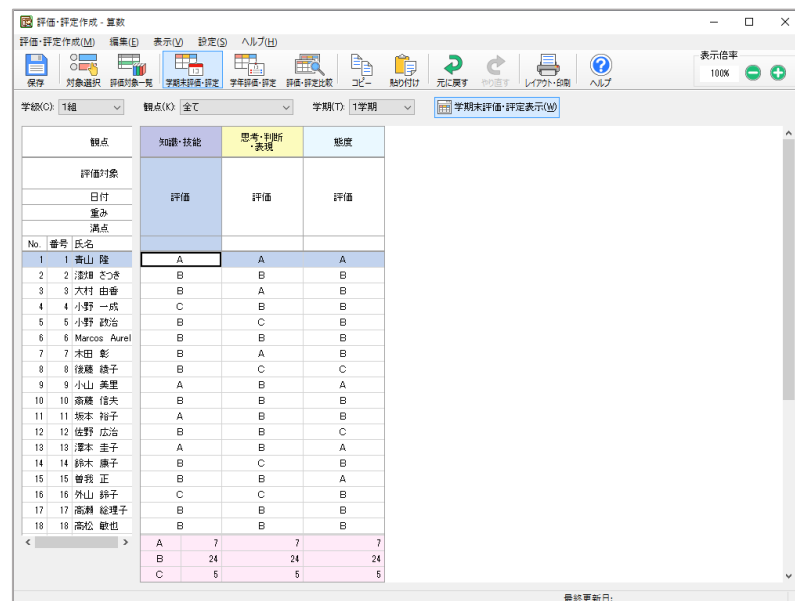 評価・評定作成 - 算数
評価・評定作成(M) 編集(E) 表示(V) 設定(S) ヘルプ(H)
保存 対象選択 評価対象一覧 学期末評価・評定 学年評価・評定 評価・評定比較 コピー 貼り付け 元に戻す やり直す レイアウト・印刷 ヘルプ
表示倍率
100%
学級(C): 1組 観点(K): 全て 学期(T): 1学期 学期末評価・評定表示(W)
観点 知識・技能 思考・判断・表現 態度
評価対象
日付 評価 評価 評価
重み
満点
No. 番号 氏名
1 1 青山 隆 A A A
2 2 漆畑 さつき B B B
3 3 大村 由香 B A B
4 4 小野 一成 C B B
5 5 小野 政治 B C B
6 6 Marcos Aurel B B B
7 7 木田 彰 B A B
8 8 後藤 綾子 B C C
9 9 小山 美里 A B A
10 10 斎藤 信夫 B B B
11 11 坂本 裕子 A B B
12 12 佐野 広治 B B C
13 13 澤本 圭子 A B A
14 14 鈴木 康子 B C B
15 15 曽我 正 B B A
16 16 外山 鈴子 C C B
17 17 高瀬 絵理子 B B B
18 18 高松 敏也 B B B
A 7 7 7
B 24 24 24
C 5 5 5
最終更新日: